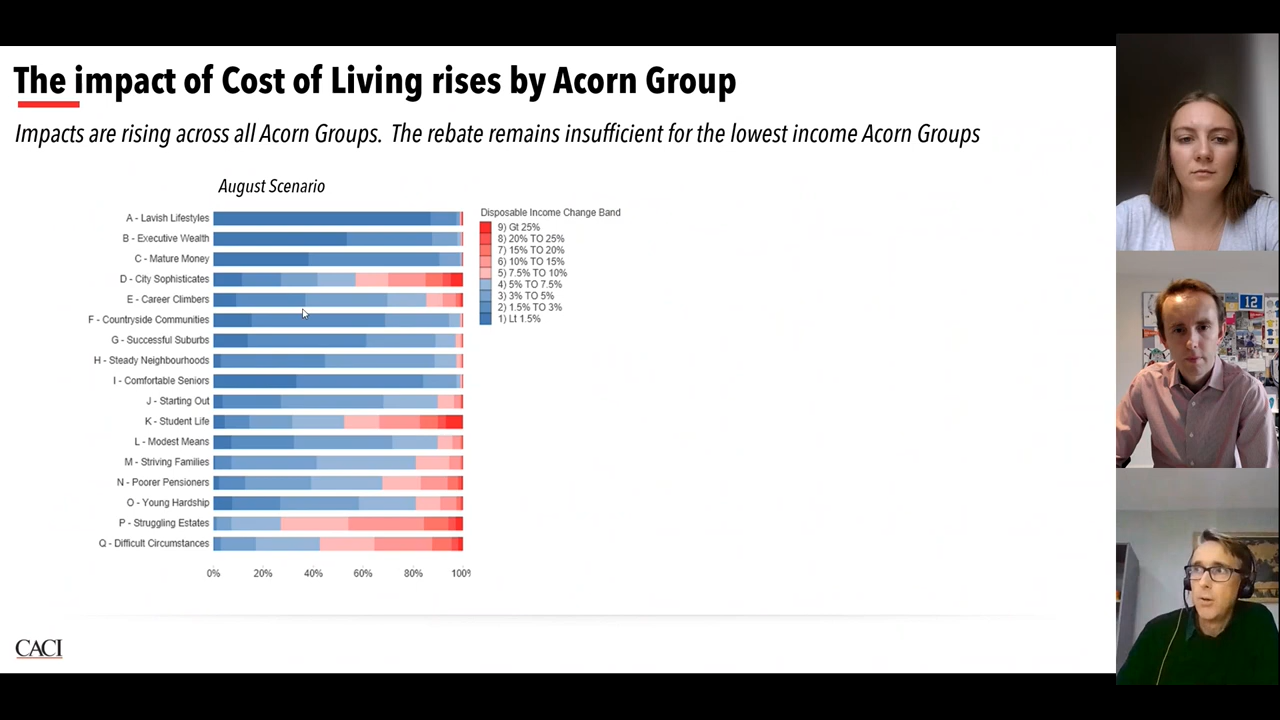 The impact of Cost of Living rises by Acorn Group
Impacts are rising across all Acorn Groups. The rebate remains insufficient for the lowest income Acorn Groups
August Scenario
A - Lavish Lifestyles
B - Executive Wealth
C - Mature Money
D - City Sophisticates
E - Career Climbers
F - Countryside Communities
G - Successful Suburbs
H - Steady Neighbourhoods
I - Comfortable Seniors
J - Starting Out
K - Student Life
L - Modest Means
M - Striving Families
N - Poorer Pensioners
O - Young Hardship
P - Struggling Estates
Q - Difficult Circumstances
0% 20% 40% 60% 80% 100%
Disposable Income Change Band
9) Gt 25%
8) 20% TO 25%
7) 15% TO 20%
6) 10% TO 15%
5) 7.5% TO 10%
4) 5% TO 7.5%
3) 3% TO 5%
2) 1.5% TO 3%
1) Lt 1.5%
CACI
12